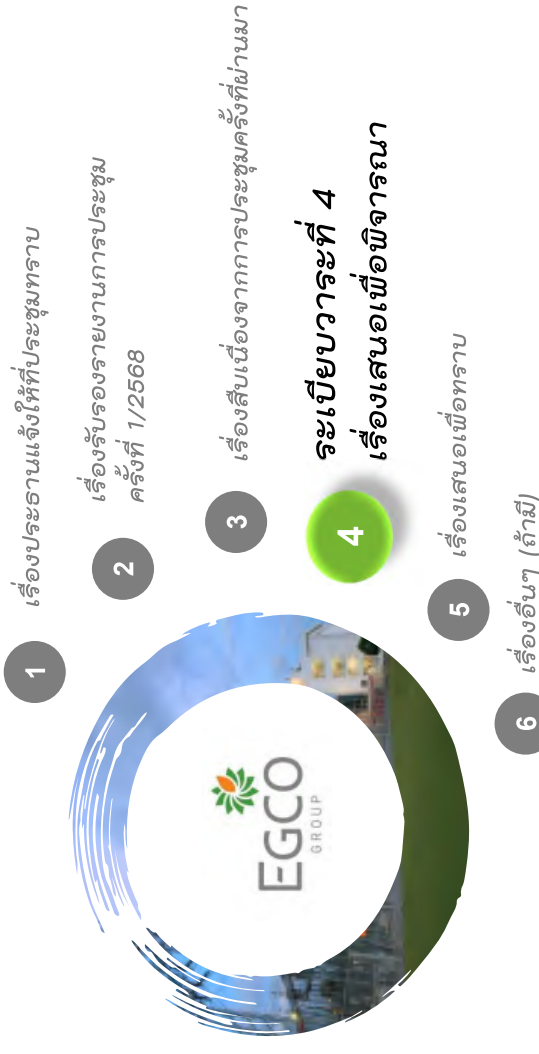 1
เรื่องประธานแจ้งให้ที่ประชุมทราบ
2
เรื่องรับรองรายงานการประชุม
ครั้งที่ 1/2568
3
เรื่องสืบเนื่องจากการประชุมครั้งที่ผ่านมา
4
ระเบียบวาระที่ 4
เรื่องเสนอเพื่อพิจารณา
5
เรื่องเสนอเพื่อทราบ
6
เรื่องอื่นๆ (ถ้ามี)
EGCO
GROUP